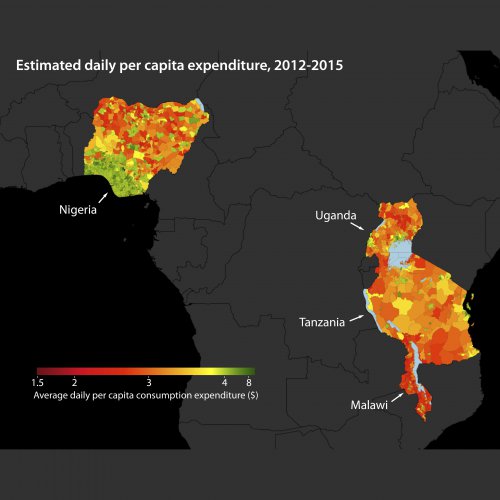 Estimated daily per capita expenditure, 2012-2015
Nigeria
Uganda
Tanzania
Malawi
1.5 2 3 4 8
Average daily per capita consumption expenditure ($)